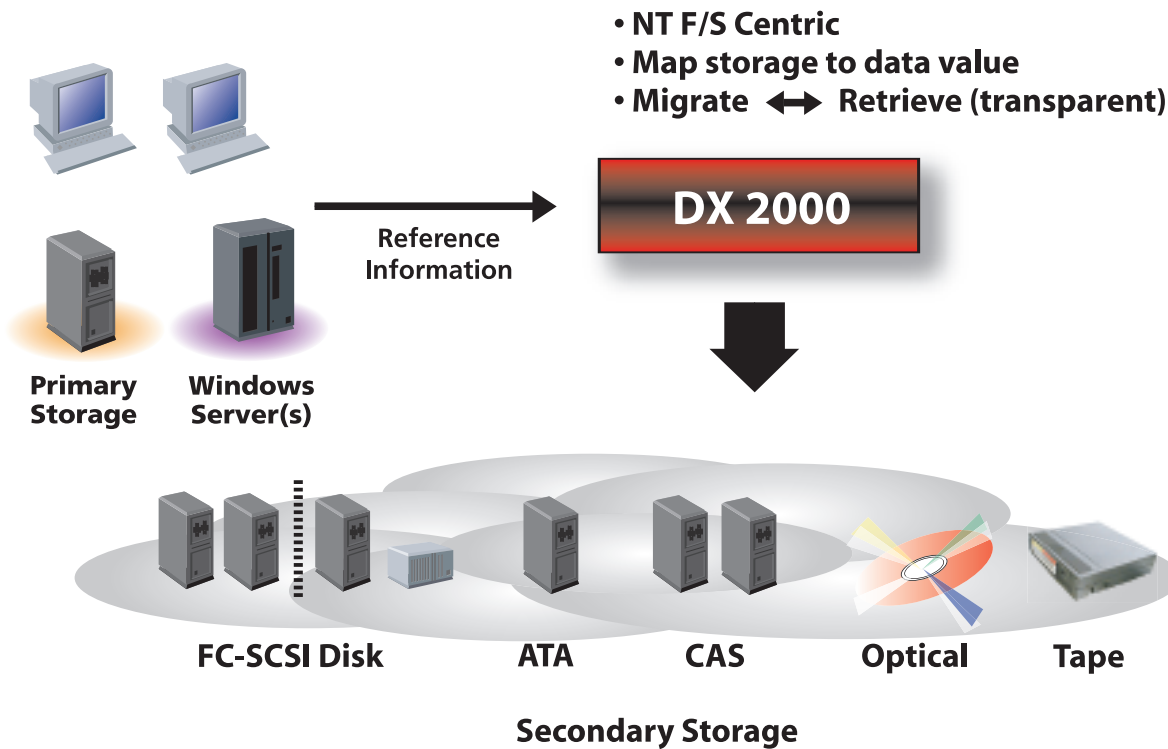 • NT F/S Centric
• Map storage to data value
• Migrate ↔ Retrieve (transparent)
DX 2000
Reference
Information
Primary
Storage
Windows
Server(s)
FC-SCSI Disk
ATA
CAS
Optical
Tape
Secondary Storage